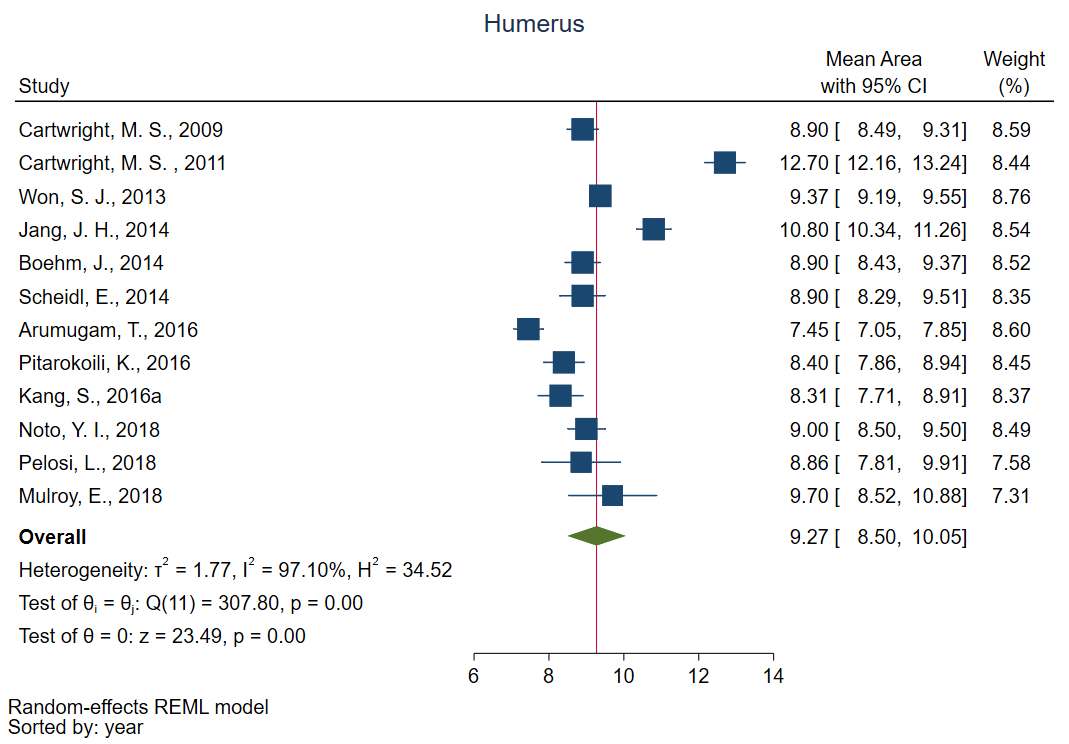 Humerus
Mean Area Weight
Study with 95% CI (%)
Cartwright, M. S., 2009 8.90 [ 8.49, 9.31] 8.59
Cartwright, M. S. , 2011 12.70 [ 12.16, 13.24] 8.44
Won, S. J., 2013 9.37 [ 9.19, 9.55] 8.76
Jang, J. H., 2014 10.80 [ 10.34, 11.26] 8.54
Boehm, J., 2014 8.90 [ 8.43, 9.37] 8.52
Scheidl, E., 2014 8.90 [ 8.29, 9.51] 8.35
Arumugam, T., 2016 7.45 [ 7.05, 7.85] 8.60
Pitarokoili, K., 2016 8.40 [ 7.86, 8.94] 8.45
Kang, S., 2016a 8.31 [ 7.71, 8.91] 8.37
Noto, Y. I., 2018 9.00 [ 8.50, 9.50] 8.49
Pelosi, L., 2018 8.86 [ 7.81, 9.91] 7.58
Mulroy, E., 2018 9.70 [ 8.52, 10.88] 7.31
Overall 9.27 [ 8.50, 10.05]
Heterogeneity: τ² = 1.77, I² = 97.10%, H² = 34.52
Test of θᵢ = θⱼ: Q(11) = 307.80, p = 0.00
Test of θ = 0: z = 23.49, p = 0.00
6 8 10 12 14
Random-effects REML model
Sorted by: year